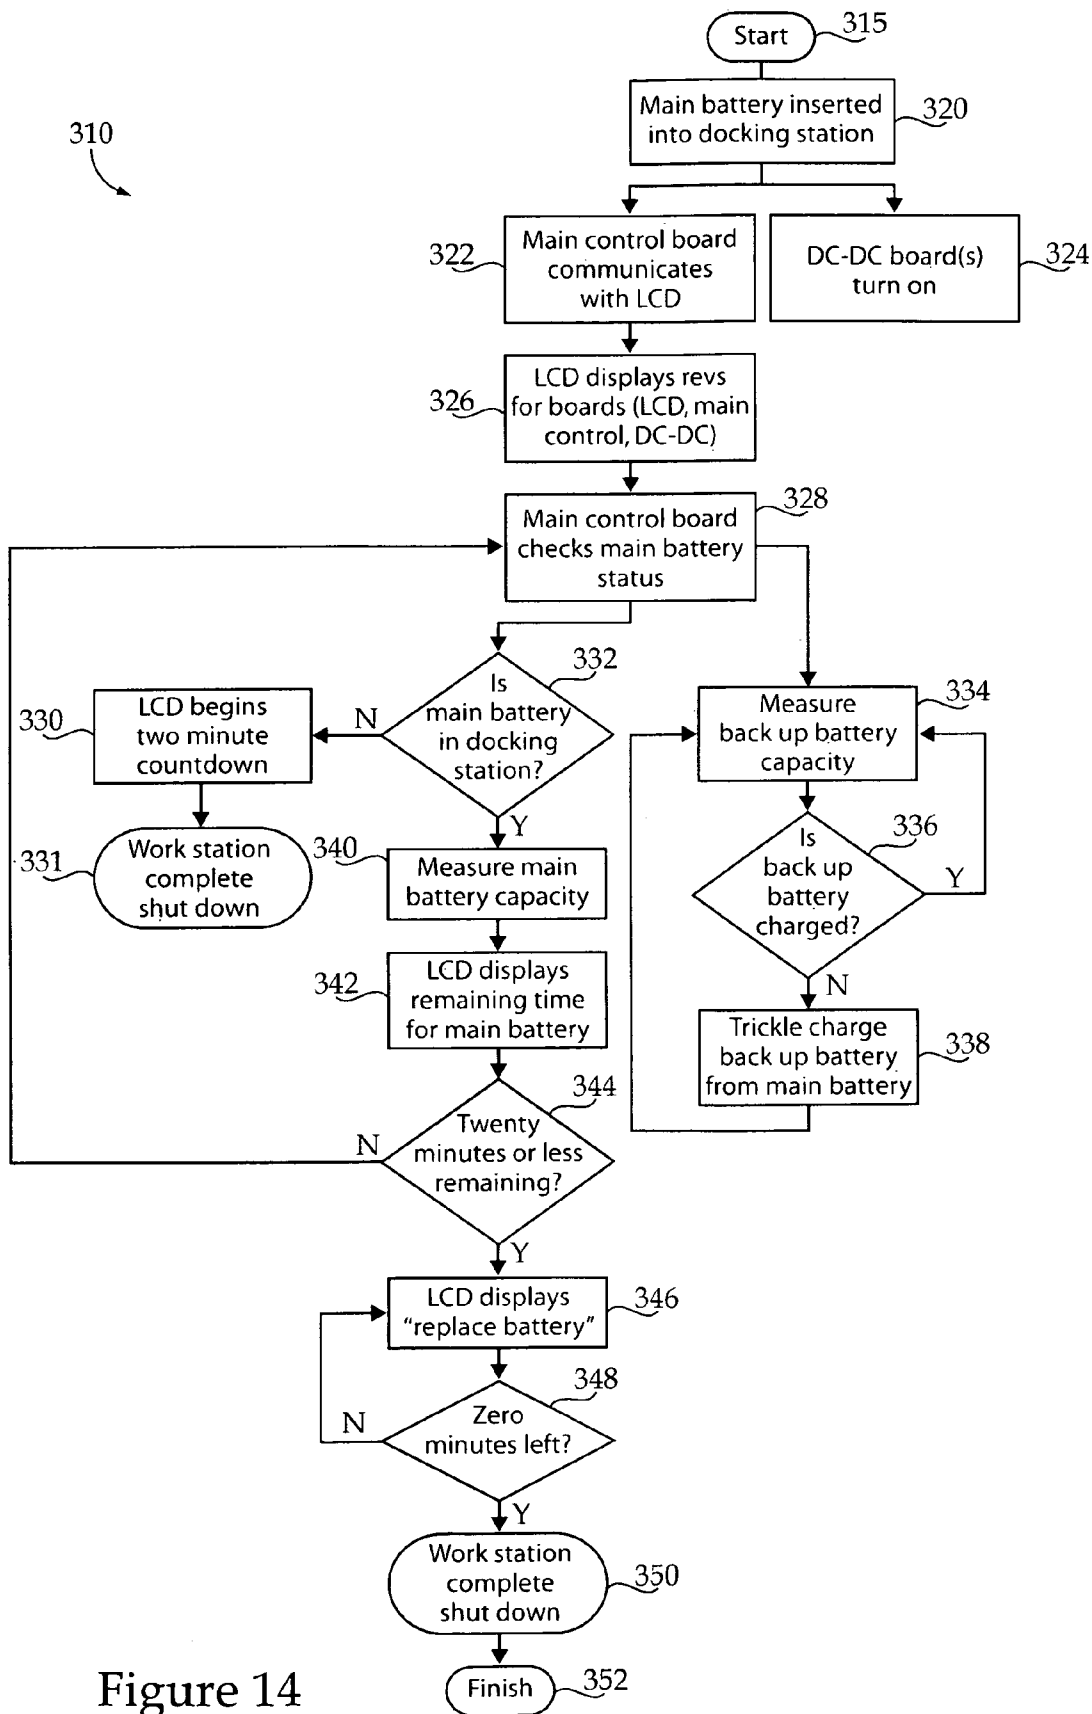 Start
315
Main battery inserted
into docking station
320
310
322
Main control board
communicates
with LCD
DC-DC board(s)
turn on
324
326
LCD displays revs
for boards (LCD, main
control, DC-DC)
328
Main control board
checks main battery
status
330
LCD begins
two minute
countdown
N
332
Is
main battery
in docking
station?
Y
331
Work station
complete
shut down
334
Measure
back up battery
capacity
336
Is
back up
battery
charged?
Y
N
340
Measure main
battery capacity
342
LCD displays
remaining time
for main battery
Trickle charge
back up battery
from main battery
338
344
N
Twenty
minutes or less
remaining?
Y
LCD displays
"replace battery"
346
348
N
Zero
minutes left?
Y
Work station
complete
shut down
350
Finish
352
Figure 14